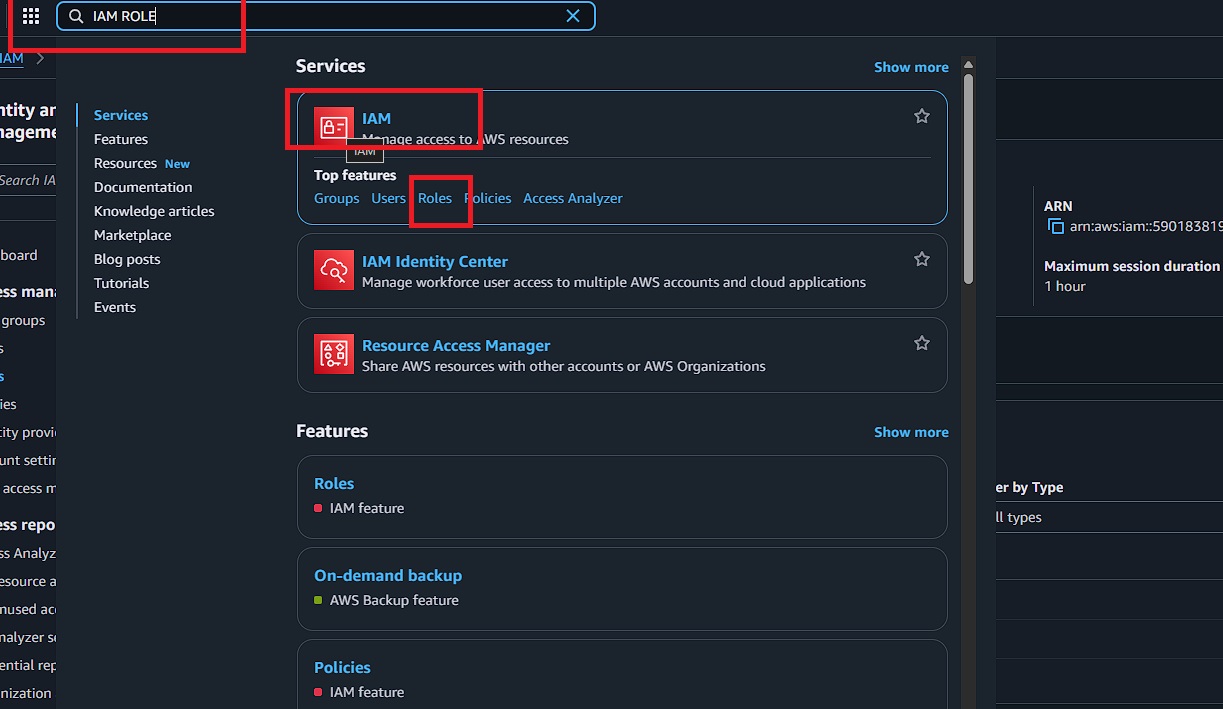 IAM ROLE
IAM
ntity an
nageme
Search IA
board
ess mana
groups
s
s
ies
tity provi
unt settin
access m
ess repo
ss Analyz
esource a
nused acc
nalyzer se
ential rep
nization
Services
Features
Resources New
Documentation
Knowledge articles
Marketplace
Blog posts
Tutorials
Events
Services
Show more
IAM
Manage access to AWS resources
IAM
Top features
Groups Users Roles Policies Access Analyzer
IAM Identity Center
Manage workforce user access to multiple AWS accounts and cloud applications
Resource Access Manager
Share AWS resources with other accounts or AWS Organizations
Features
Show more
Roles
IAM feature
On-demand backup
AWS Backup feature
Policies
IAM feature
ARN
arn:aws:iam::590183819
Maximum session duration
1 hour
er by Type
ll types